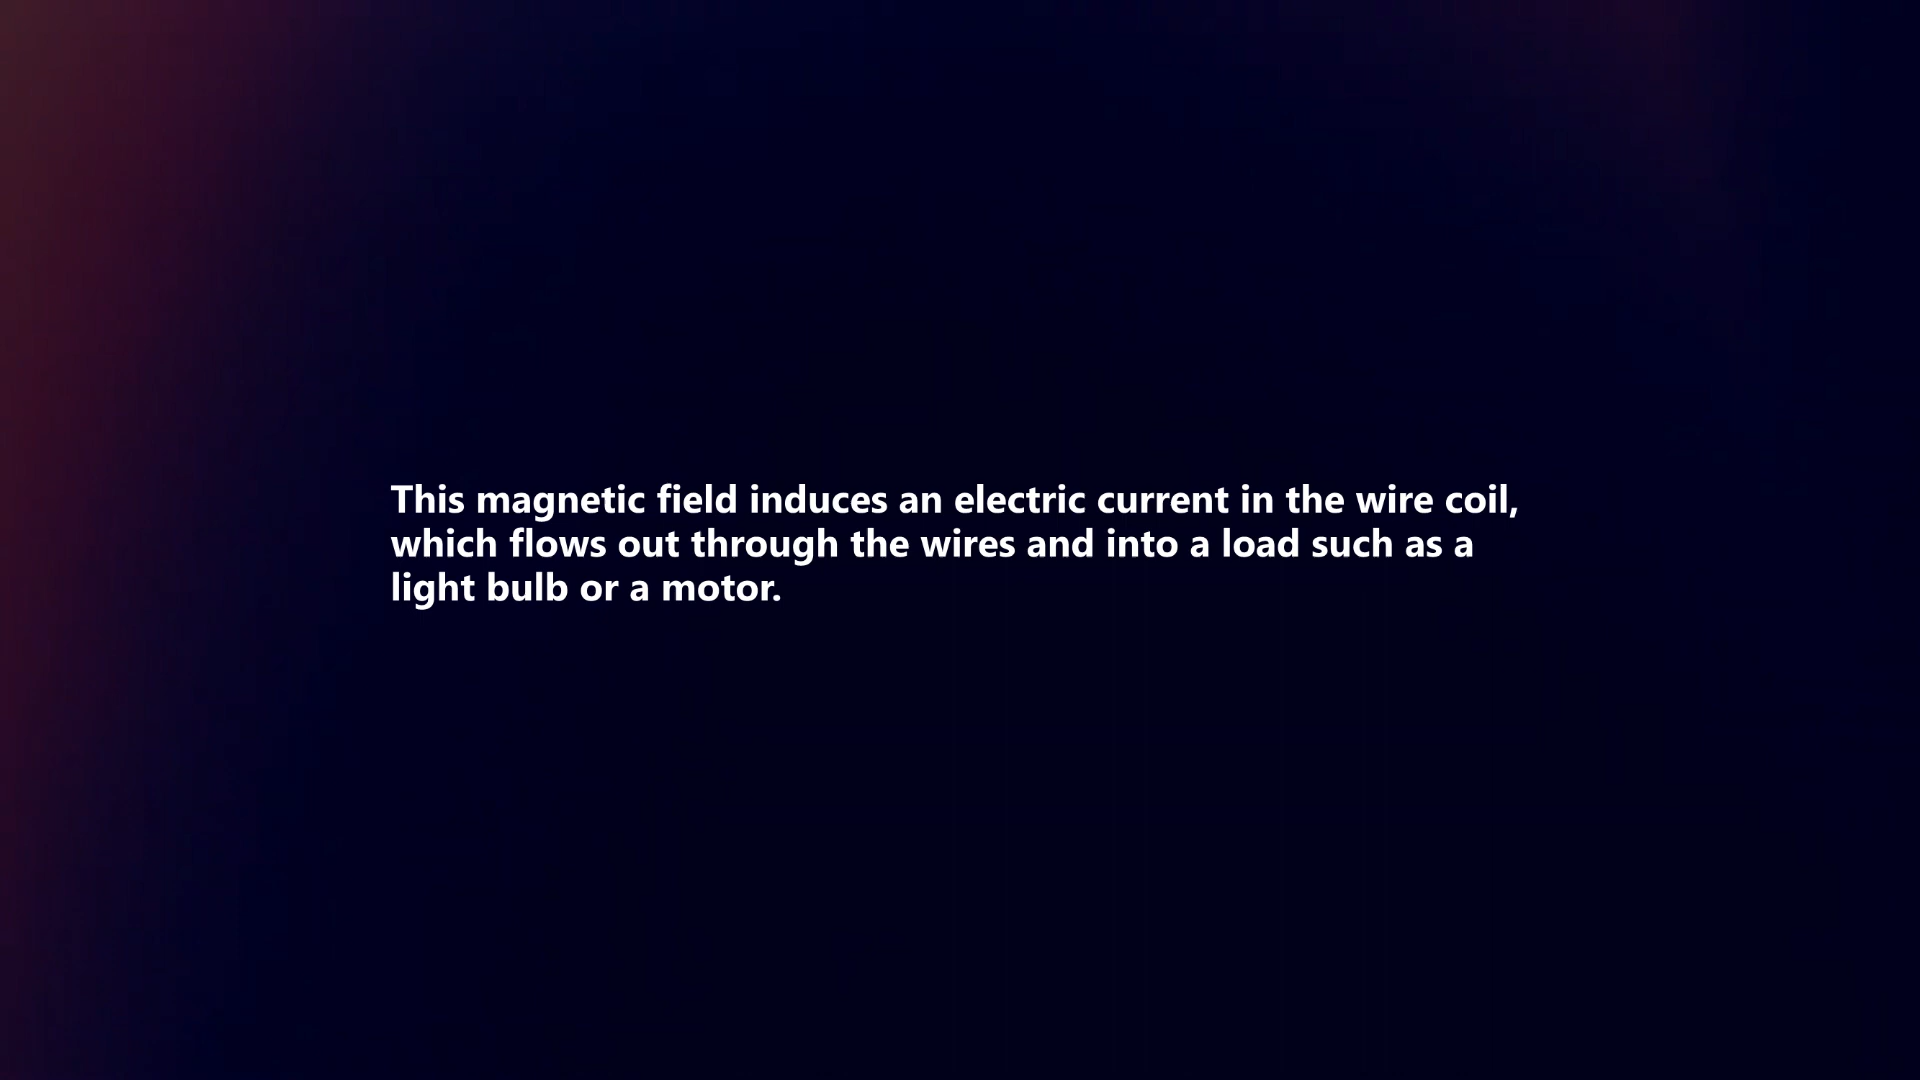 This magnetic field induces an electric current in the wire coil,
which flows out through the wires and into a load such as a
light bulb or a motor.